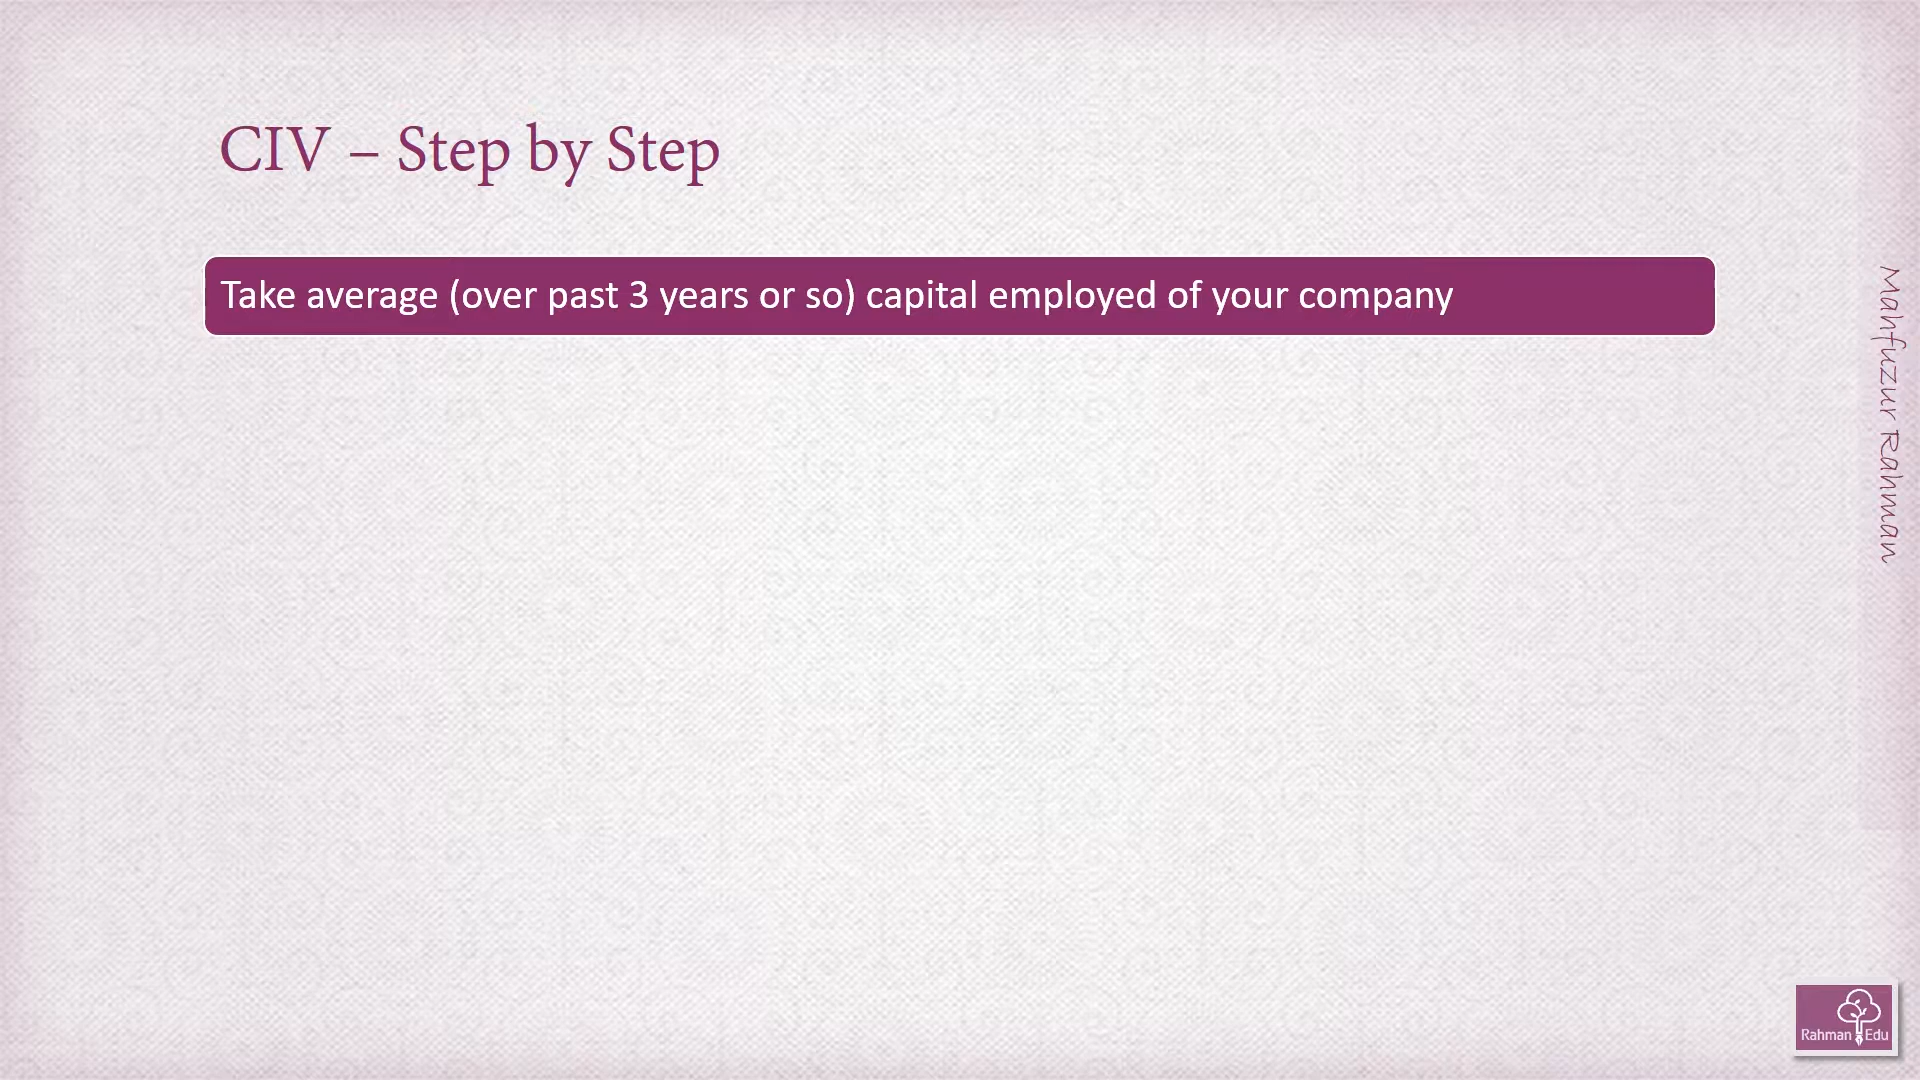 CIV – Step by Step
Take average (over past 3 years or so) capital employed of your company
Mahfuzur Rahman
Rahman Edu